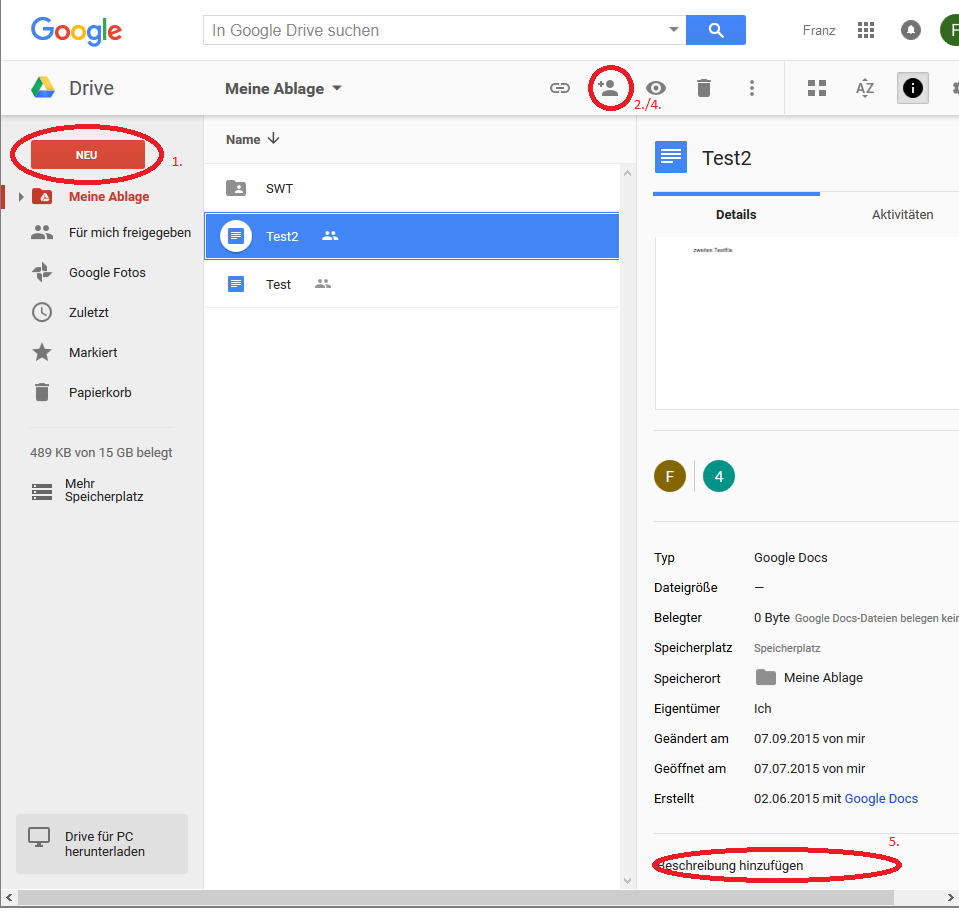 Google
In Google Drive suchen
Franz
F
Drive
Meine Ablage
AZ
2./4.
NEU
1.
Meine Ablage
Für mich freigegeben
Google Fotos
Zuletzt
Markiert
Papierkorb
489 KB von 15 GB belegt
Mehr
Speicherplatz
Drive für PC
herunterladen
Name
SWT
Test2
Test
Test2
Details
Aktivitäten
zweites Testfile
F
4
Typ Google Docs
Dateigröße —
Belegter 0 Byte Google Docs-Dateien belegen
Speicherplatz Speicherplatz
Speicherort Meine Ablage
Eigentümer Ich
Geändert am 07.09.2015 von mir
Geöffnet am 07.07.2015 von mir
Erstellt 02.06.2015 mit Google Docs
5.
Beschreibung hinzufügen